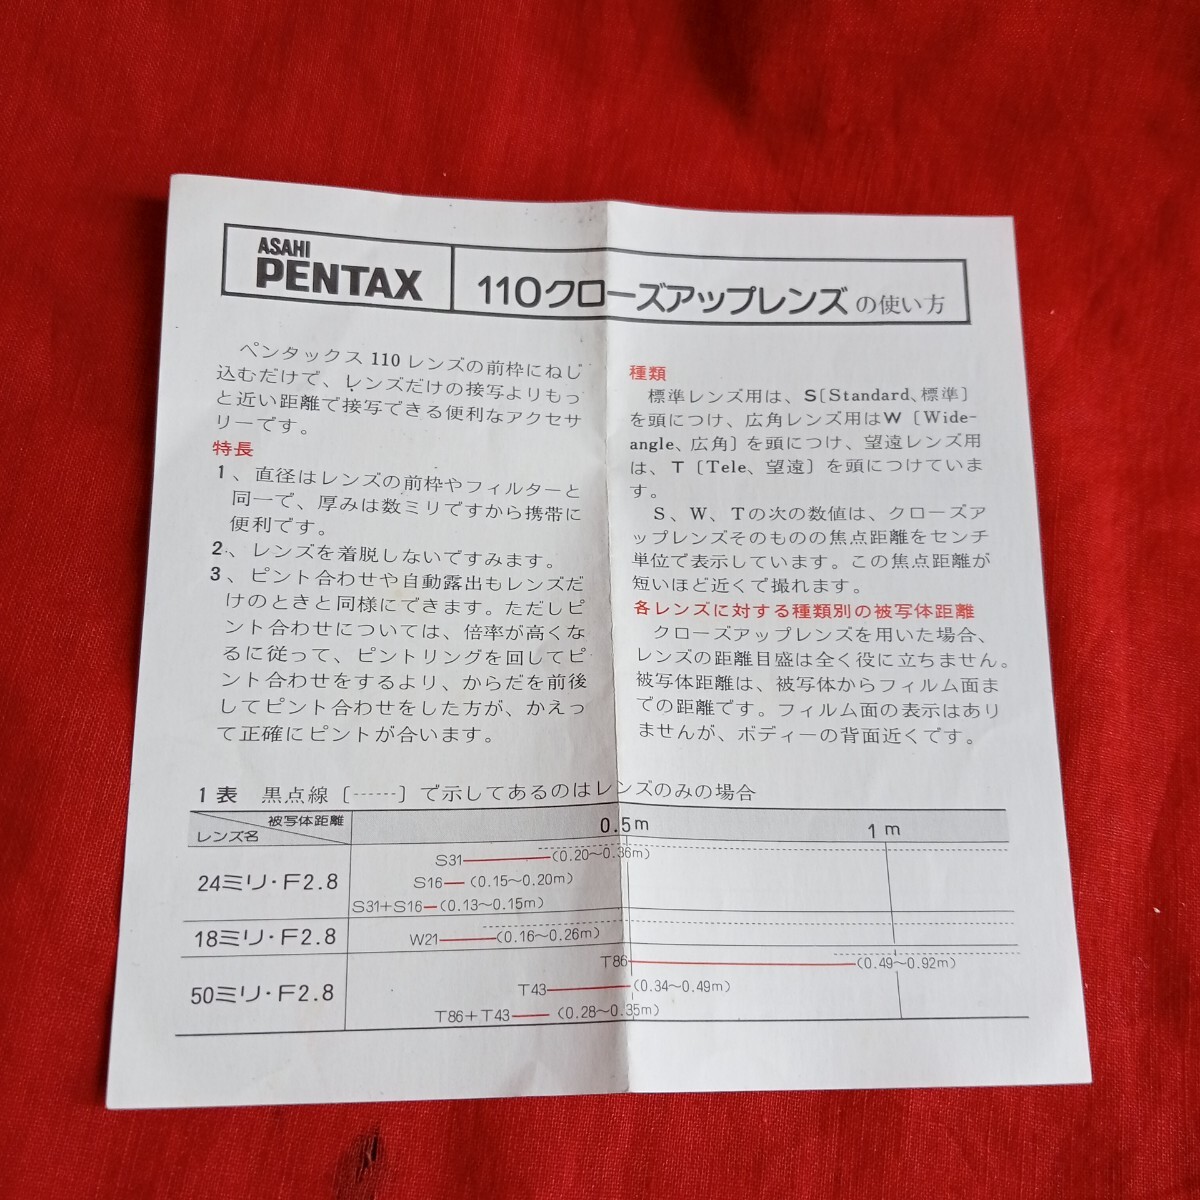 ASAHI
PENTAX
110クローズアップレンズの使い方
ペンタックス110レンズの前枠にねじ
込むだけで、レンズだけの接写よりもっ
と近い距離で接写できる便利なアクセサ
リーです。
特長
1、直径はレンズの前枠やフィルターと
同一で、厚みは数ミリですから携帯に
便利です。
2、レンズを着脱しないですみます。
3、ピント合わせや自動露出もレンズだ
けのときと同様にできます。ただしピ
ント合わせについては、倍率が高くな
るに従って、ピントリングを回してピ
ント合わせをするより、からだを前後
してピント合わせをした方が、かえっ
て正確にピントが合います。
種類
標準レンズ用は、S〔Standard、標準〕
を頭につけ、広角レンズ用はW〔Wide-
angle、広角〕を頭につけ、望遠レンズ用
は、T〔Tele、望遠〕を頭につけていま
す。
S、W、Tの次の数値は、クローズア
ップレンズそのものの焦点距離をセンチ
単位で表示しています。この焦点距離が
短いほど近くで撮れます。
各レンズに対する種類別の被写体距離
クローズアップレンズを用いた場合、
レンズの距離目盛は全く役に立ちません。
被写体距離は、被写体からフィルム面ま
での距離です。フィルム面の表示はあり
ませんが、ボディーの背面近くです。
1表 黒点線〔------〕で示してあるのはレンズのみの場合
被写体距離
レンズ名
0.5m 1m
24ミリ・F2.8
S31 (0.20〜0.36m)
S16 (0.15〜0.20m)
S31+S16 (0.13〜0.15m)
18ミリ・F2.8
W21 (0.16〜0.26m)
50ミリ・F2.8
T86 (0.49〜0.92m)
T43 (0.34〜0.49m)
T86+T43 (0.28〜0.35m)